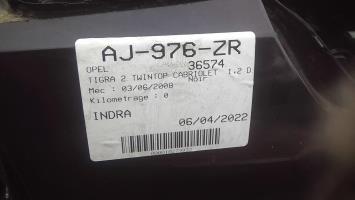 AJ-976-ZR
OPEL 36574
TIGRA 2 TWINTOP CABRIOLET 1.2 D
Noir
Mec : 03/06/2008
Kilometrage : 0
INDRA 06/04/2022